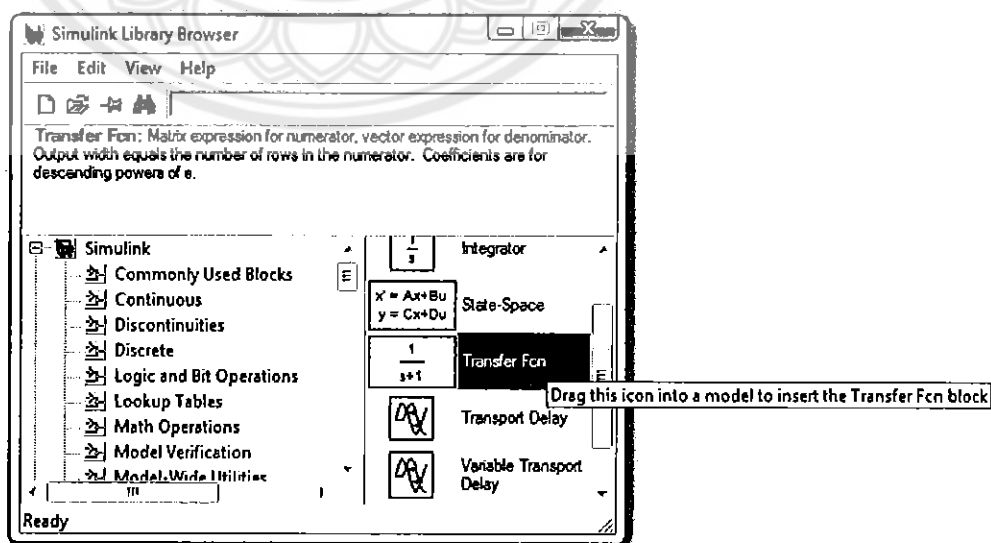 Simulink Library Browser
File Edit View Help
Transfer Fcn: Matrix expression for numerator, vector expression for denominator.
Output width equals the number of rows in the numerator. Coefficients are for
descending powers of s.
Simulink
Commonly Used Blocks
Continuous
Discontinuities
Discrete
Logic and Bit Operations
Lookup Tables
Math Operations
Model Verification
Model-Wide Utilities
1
s
Integrator
x' = Ax+Bu
y = Cx+Du
State-Space
1
s+1
Transfer Fcn
Drag this icon into a model to insert the Transfer Fcn block
Transport Delay
Variable Transport
Delay
Ready